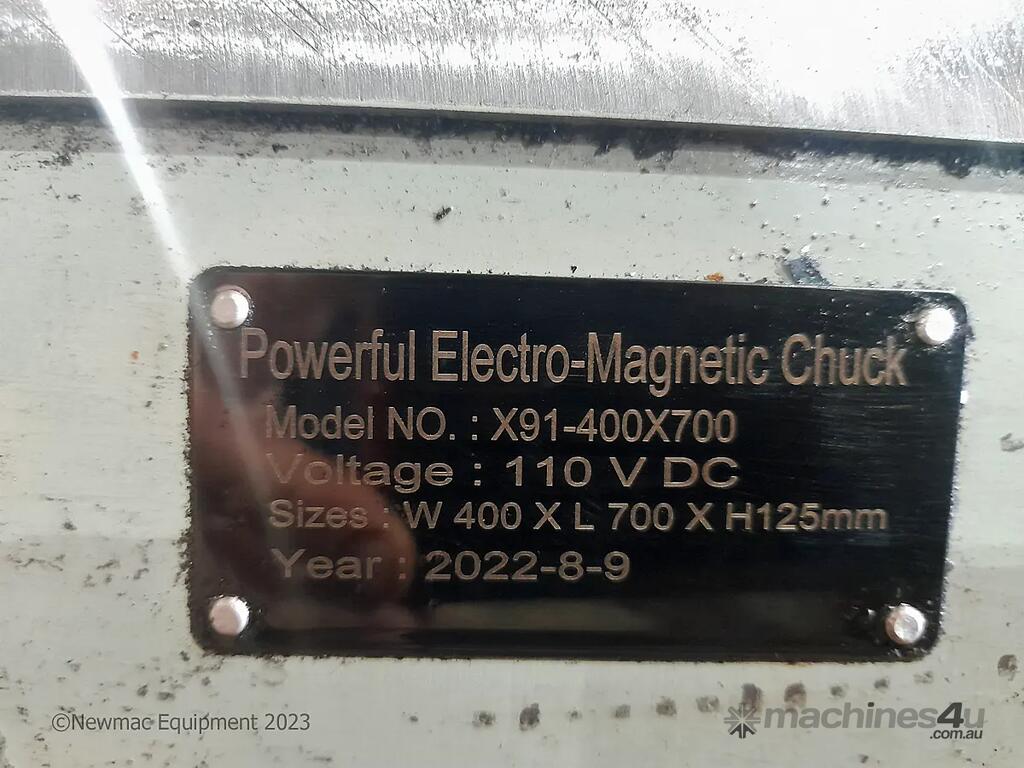 Powerful Electro-Magnetic Chuck
Model NO. : X91-400X700
Voltage : 110 V DC
Sizes : W 400 X L 700 X H125mm
Year : 2022-8-9
©Newmac Equipment 2023
machines4u
.com.au